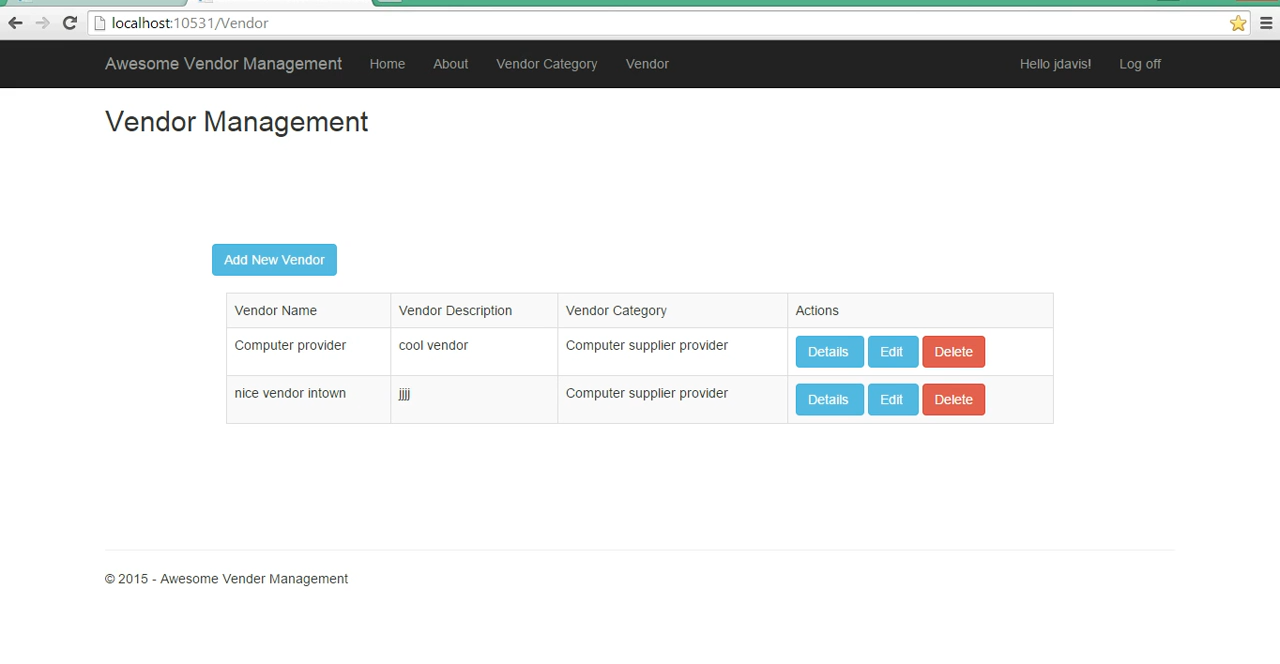 localhost:10531/Vendor
Awesome Vendor Management Home About Vendor Category Vendor Hello jdavis! Log off
Vendor Management
Add New Vendor
Vendor Name Vendor Description Vendor Category Actions
Computer provider cool vendor Computer supplier provider Details Edit Delete
nice vendor intown jjjj Computer supplier provider Details Edit Delete
© 2015 - Awesome Vender Management